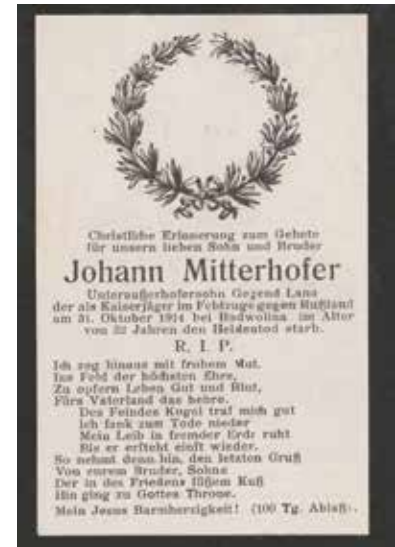 Christliche Erinnerung zum Gebete
für unsern lieben Sohn und Bruder
Johann Mitterhofer
Unteraußerhofersohn Gegend Lana
der als Kaiserjäger im Feldzuge gegen Rußland
am 31. Oktober 1914 bei Badwolina im Alter
von 22 Jahren den Heldentod starb.
R. I. P.
Ich zog hinaus mit frohem Mut,
Ins Feld der höchsten Ehre,
Zu opfern Leben Gut und Blut,
Fürs Vaterland das hehre.
Des Feindes Kugel traf mich gut
Ich sank zum Tode nieder
Mein Leib in fremder Erde ruht
Bis er ersteht einst wieder.
So nehmt denn hin, den letzten Gruß
Von eurem Bruder, Sohne
Der in des Friedens süßem Kuß
Hin ging zu Gottes Throne.
Mein Jesus Barmherzigkeit! (100 Tg. Ablaß).